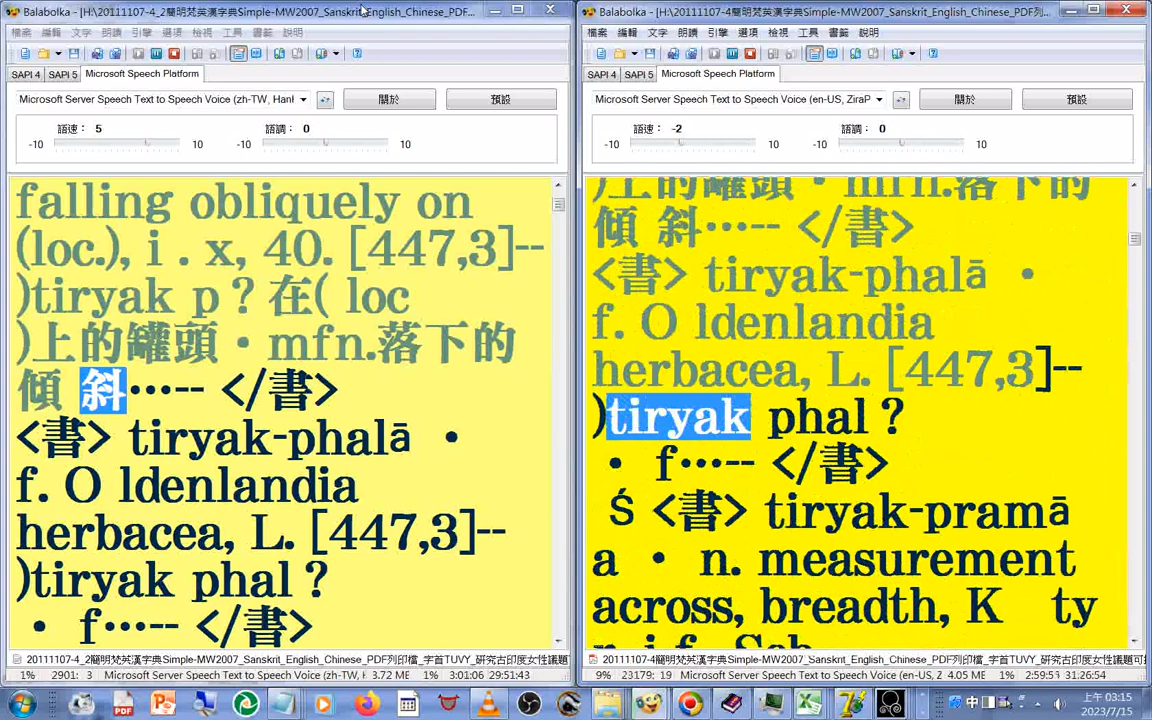 Balabolka - [H:\20111107-4_2簡明梵英漢字典Simple-MW2007_Sanskrit_English_Chinese_PDF...
檔案 編輯 文字 朗讀 引擎 選項 檢視 工具 書籤 說明
SAPI 4 SAPI 5 Microsoft Speech Platform
Microsoft Server Speech Text to Speech Voice (zh-TW, Hanl
關於 預設
語速： 5 語調： 0
-10 10 -10 10
falling obliquely on
(loc.), i . x, 40. [447,3]--
)tiryak p？在( loc
)上的罐頭‧mfn.落下的
傾 斜…-- </書>
<書> tiryak-phalā ‧
f. O ldenlandia
herbacea, L. [447,3]--
)tiryak phal？
‧ f…-- </書>
20111107-4_2簡明梵英漢字典Simple-MW2007_Sanskrit_English_Chinese_PDF列印檔_字首TUVY_研究古印度女性議題
1% 2901: 3 Microsoft Server Speech Text to Speech Voice (zh-TW, H 3.72 MB 1% 3:01:06 29:51:43
Balabolka - [H:\20111107-4簡明梵英漢字典Simple-MW2007_Sanskrit_English_Chinese_PDF列...
檔案 編輯 文字 朗讀 引擎 選項 檢視 工具 書籤 說明
SAPI 4 SAPI 5 Microsoft Speech Platform
Microsoft Server Speech Text to Speech Voice (en-US, ZiraP
關於 預設
語速： -2 語調： 0
-10 10 -10 10
)上的罐頭‧mfn.落下的
傾 斜…-- </書>
<書> tiryak-phalā ‧
f. O ldenlandia
herbacea, L. [447,3]--
)tiryak phal？
‧ f…-- </書>
Ś <書> tiryak-pramā
a ‧ n. measurement
across, breadth, K ty
20111107-4簡明梵英漢字典Simple-MW2007_Sanskrit_English_Chinese_PDF列印檔_字首TUVY_研究古印度女性議題可
9% 23179: 19 Microsoft Server Speech Text to Speech Voice (en-US, Z 4.05 MB 1% 2:59:5 31:26:54
中
上午 03:15
2023/7/15